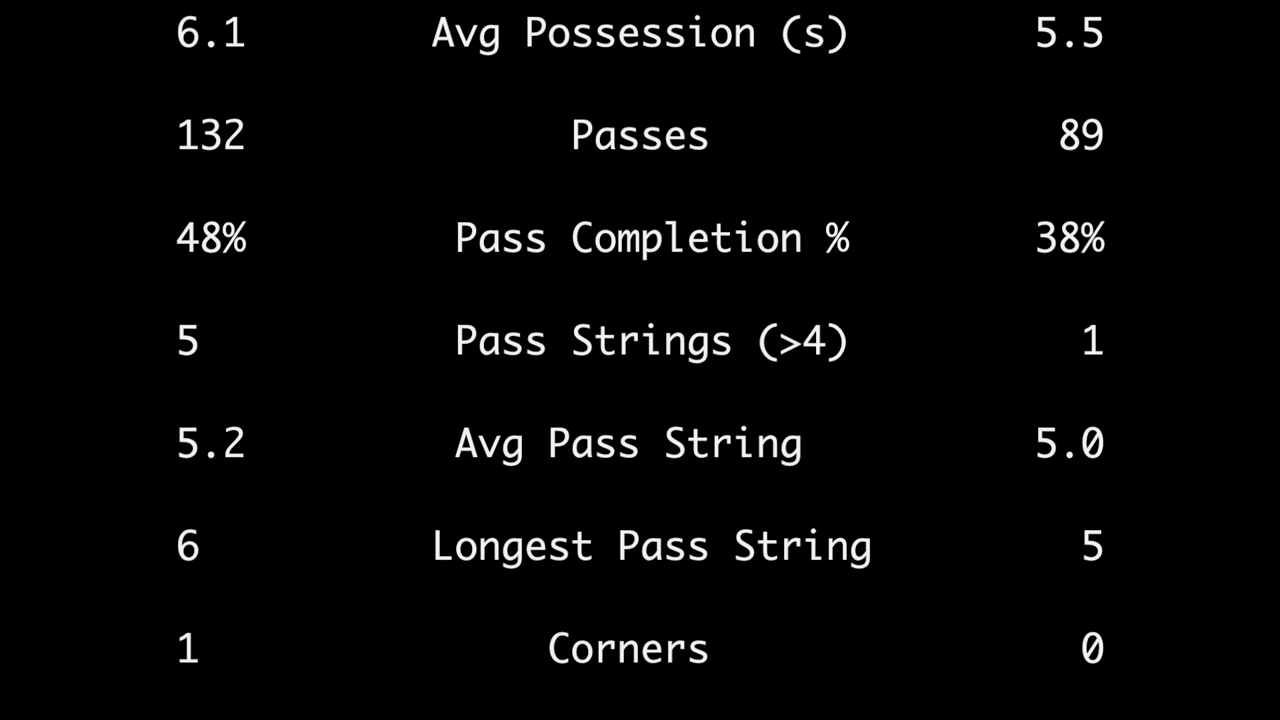 6.1 Avg Possession (s) 5.5
132 Passes 89
48% Pass Completion % 38%
5 Pass Strings (>4) 1
5.2 Avg Pass String 5.0
6 Longest Pass String 5
1 Corners 0